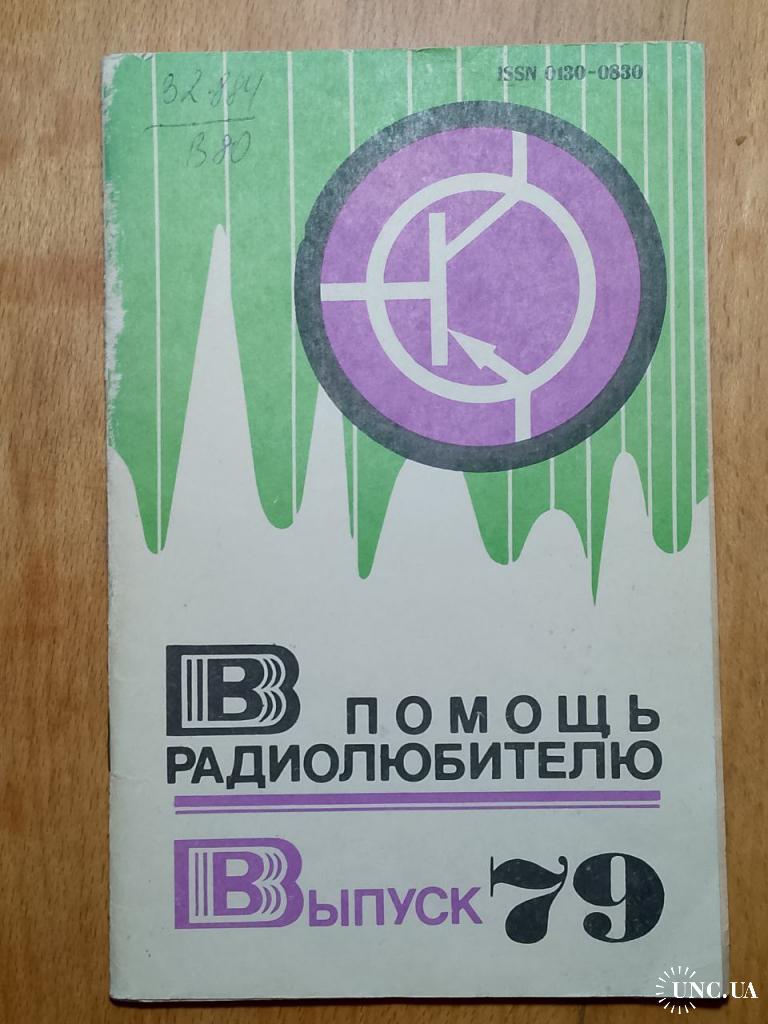 ISSN 0130-0830
32.884
В80
В ПОМОЩЬ
РАДИОЛЮБИТЕЛЮ
ВЫПУСК 79
UNC.UA